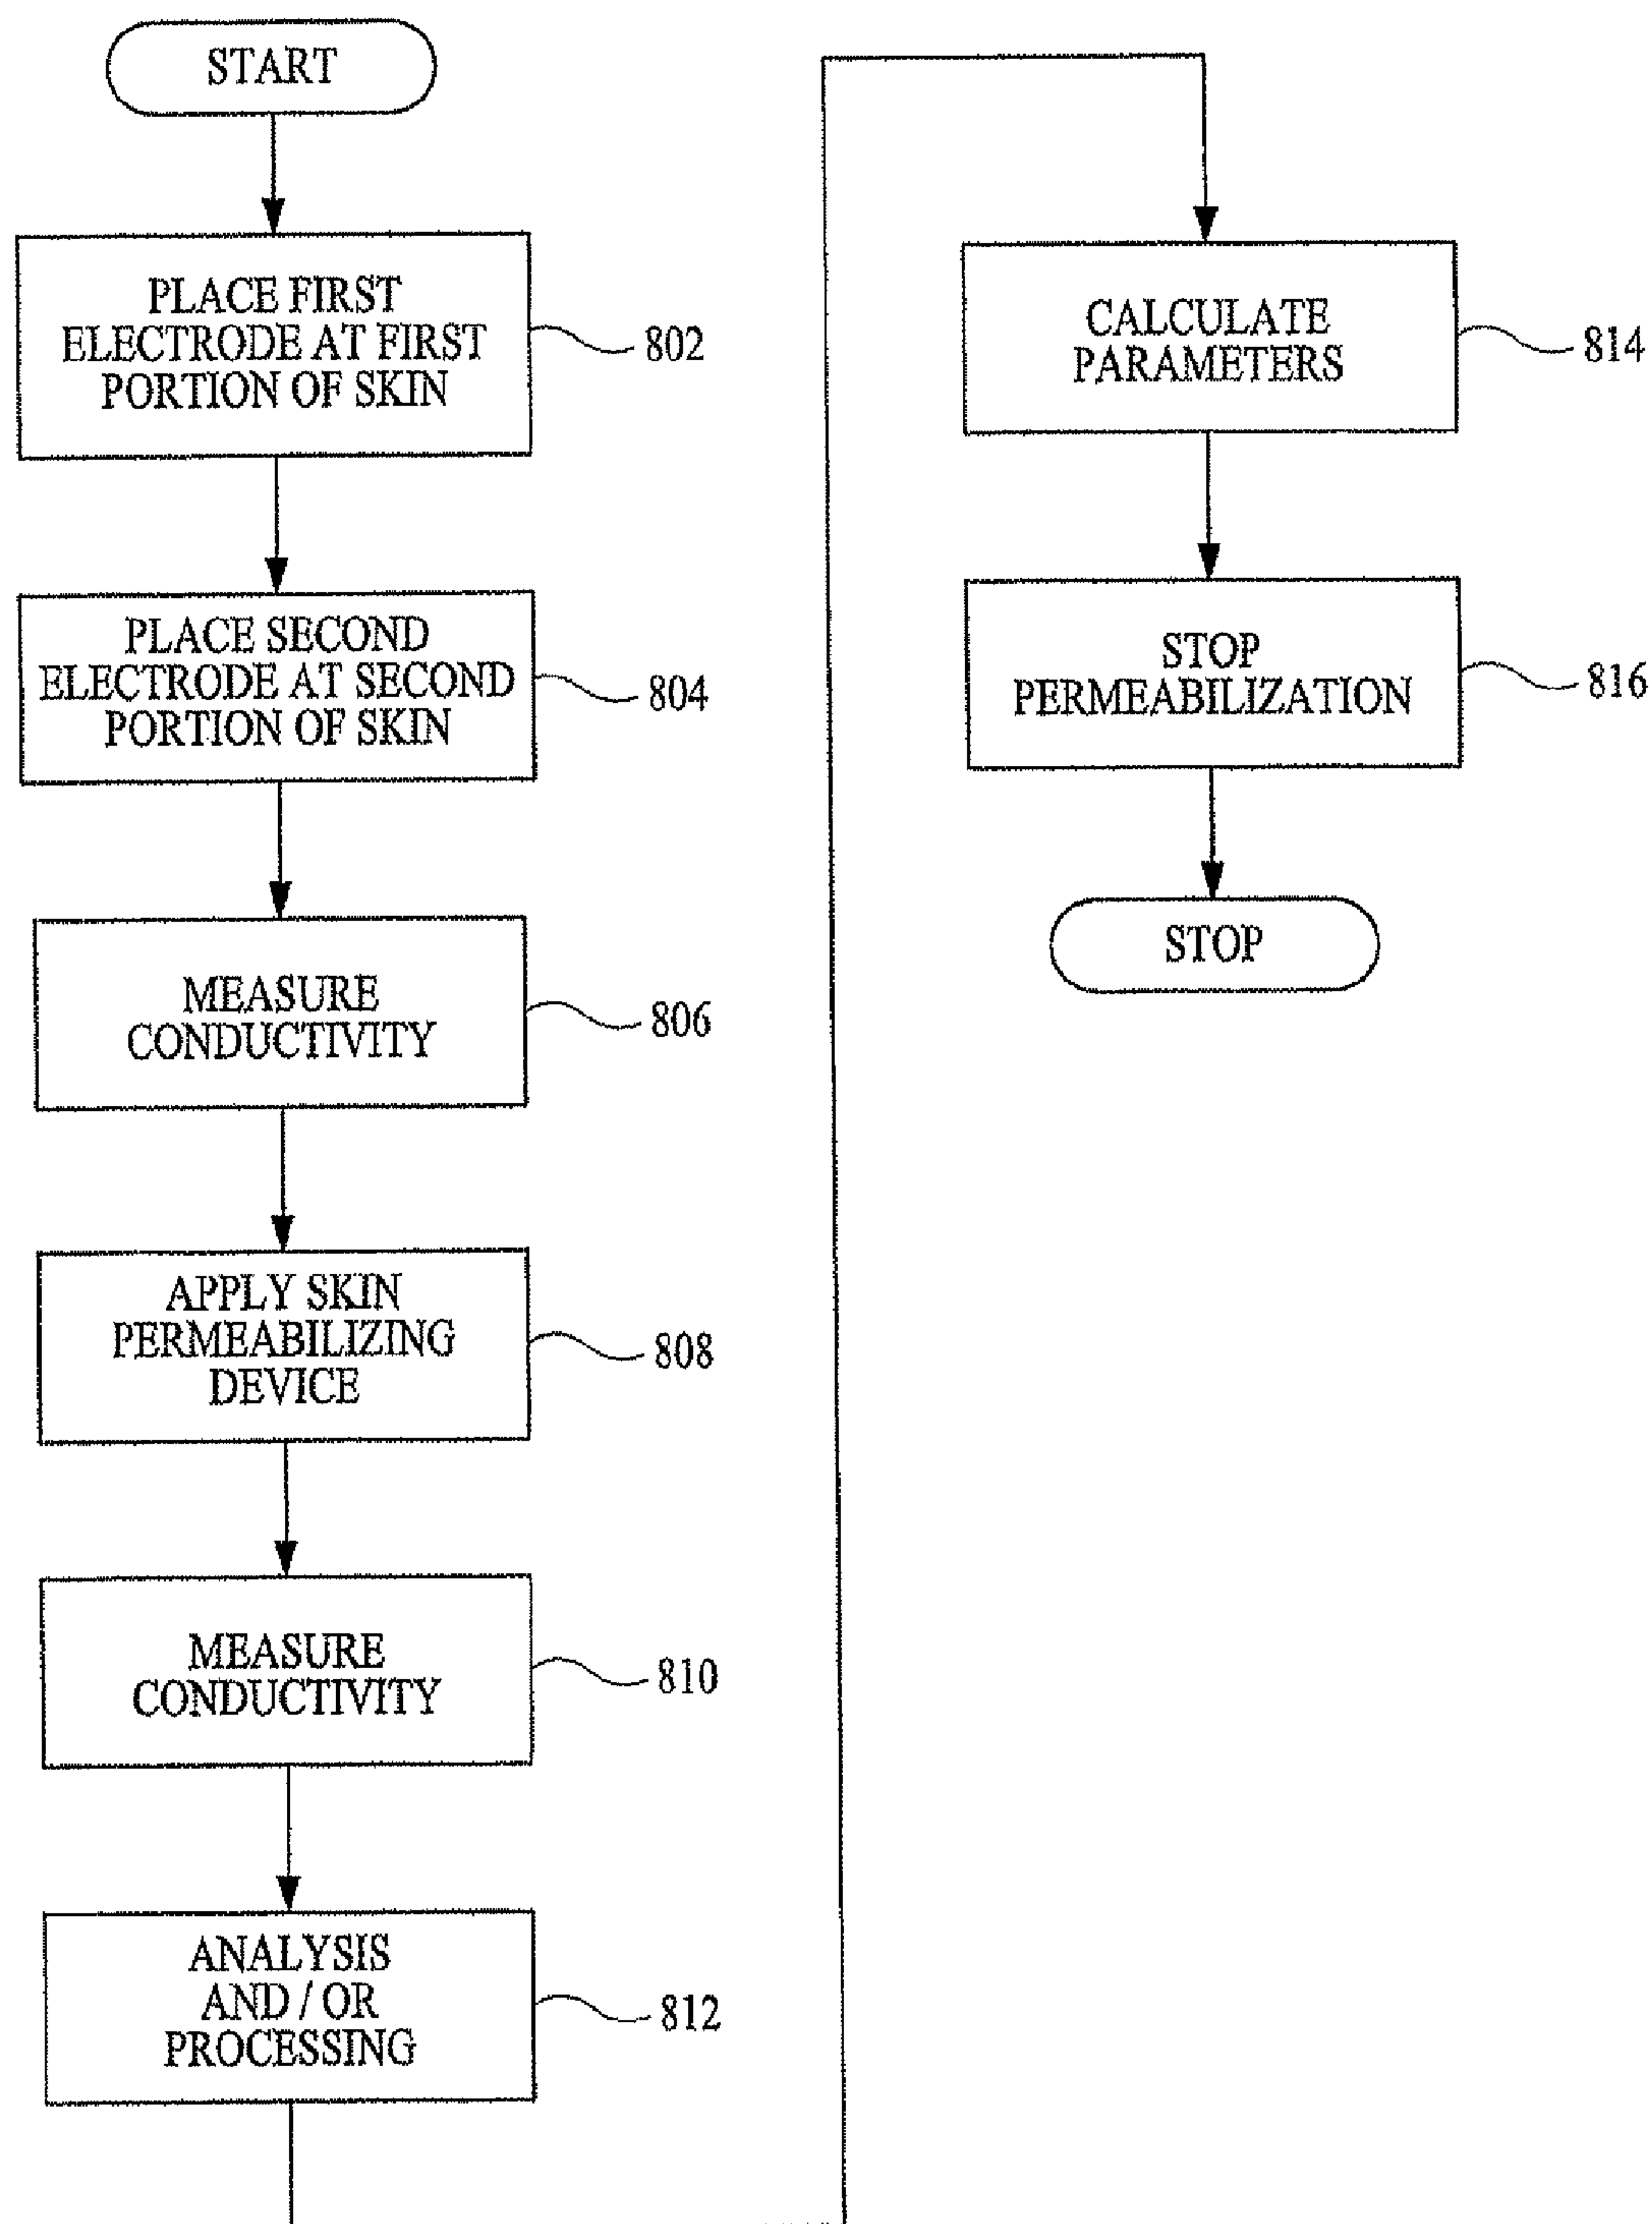 START
PLACE FIRST
ELECTRODE AT FIRST
PORTION OF SKIN
802
PLACE SECOND
ELECTRODE AT SECOND
PORTION OF SKIN
804
MEASURE
CONDUCTIVITY
806
APPLY SKIN
PERMEABILIZING
DEVICE
808
MEASURE
CONDUCTIVITY
810
ANALYSIS
AND / OR
PROCESSING
812
CALCULATE
PARAMETERS
814
STOP
PERMEABILIZATION
816
STOP